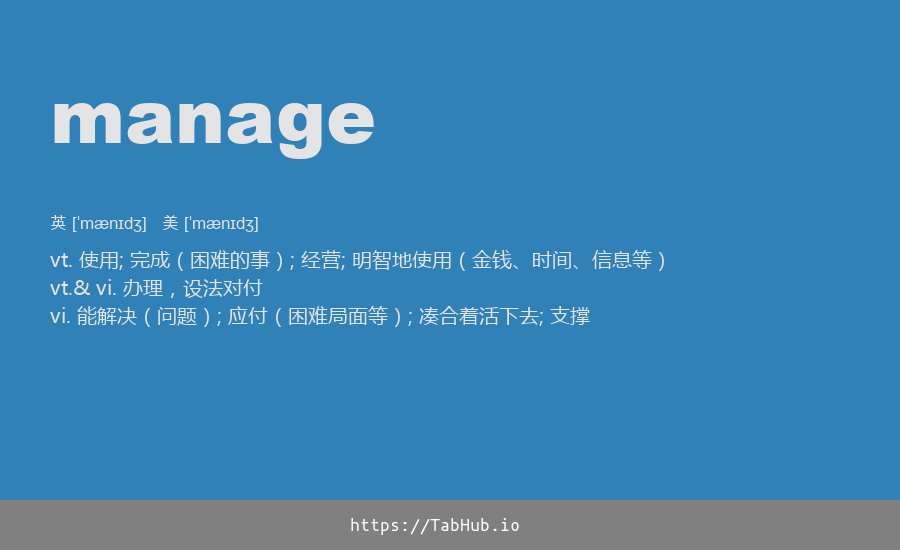 manage
英 ['mænɪdʒ] 美 ['mænɪdʒ]
vt. 使用; 完成 ( 困难的事 ) ; 经营; 明智地使用 ( 金钱、时间、信息等 )
vt.& vi. 办理，设法对付
vi. 能解决 ( 问题 ) ; 应付 ( 困难局面等 ) ; 凑合着活下去; 支撑
https://TabHub.io